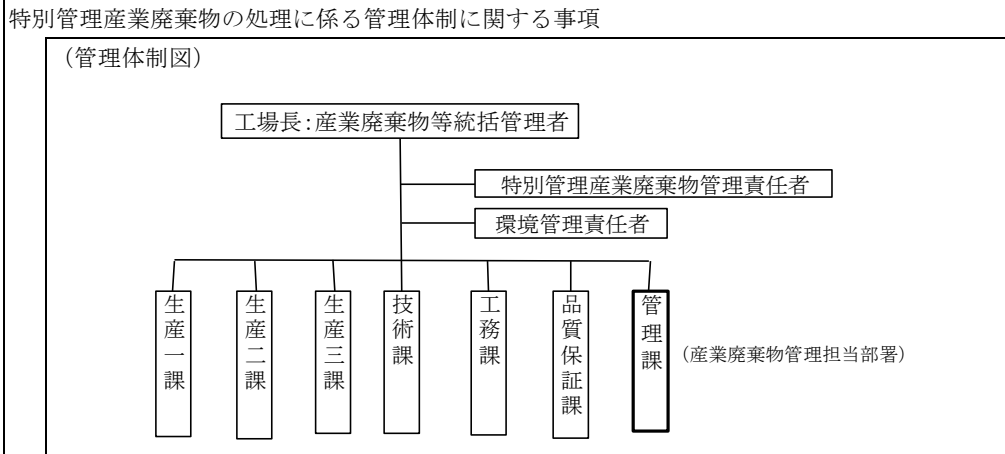 特別管理産業廃棄物の処理に係る管理体制に関する事項
(管理体制図)
工場長:産業廃棄物等統括管理者
特別管理産業廃棄物管理責任者
環境管理責任者
生産一課
生産二課
生産三課
技術課
工務課
品質保証課
管理課
(産業廃棄物管理担当部署)